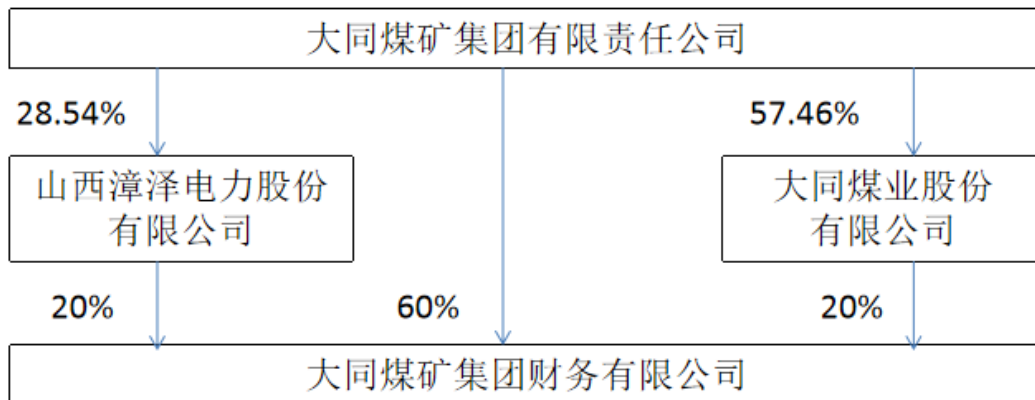 大同煤矿集团有限责任公司
28.54%
57.46%
山西漳泽电力股份
有限公司
大同煤业股份
有限公司
20%
60%
20%
大同煤矿集团财务有限公司